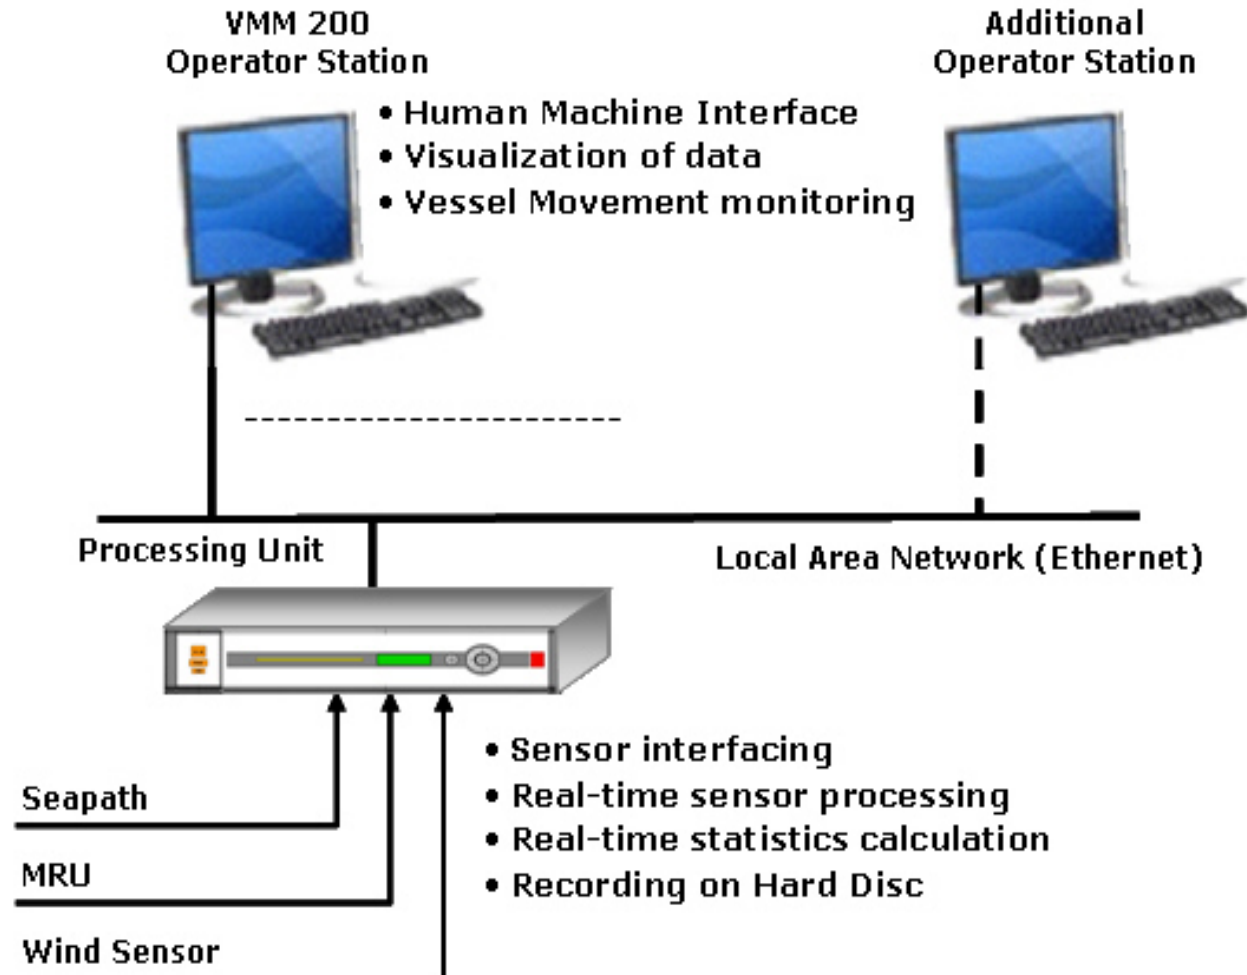 VMM 200
Operator Station
Additional
Operator Station
• Human Machine Interface
• Visualization of data
• Vessel Movement monitoring
Processing Unit
Local Area Network (Ethernet)
• Sensor interfacing
• Real-time sensor processing
• Real-time statistics calculation
• Recording on Hard Disc
Seapath
MRU
Wind Sensor